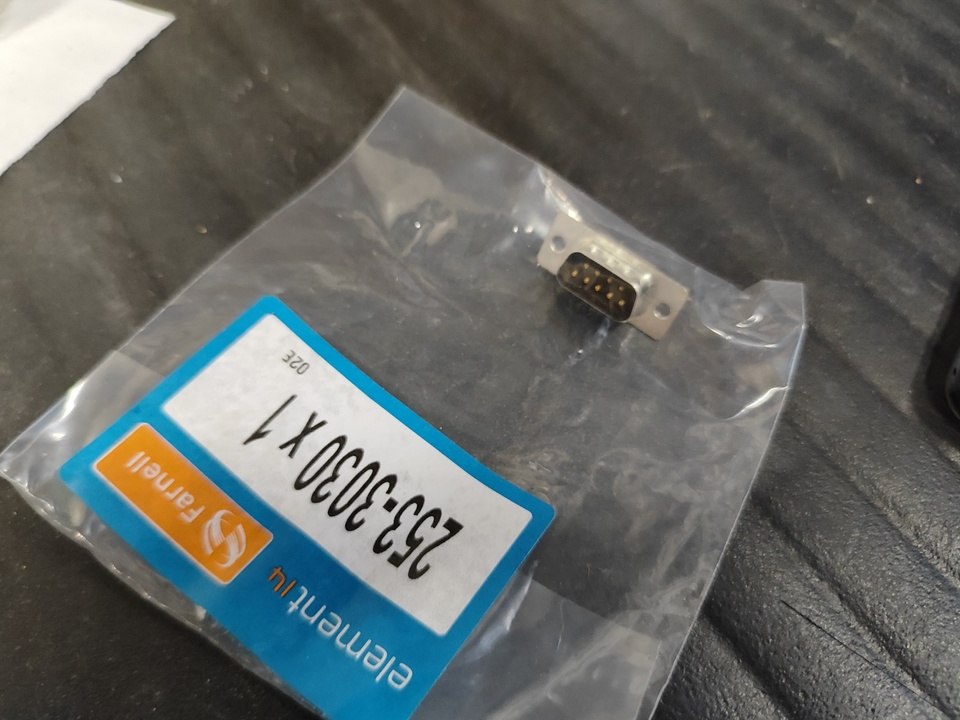 element14
Farnell
253-3030 X 1
02E